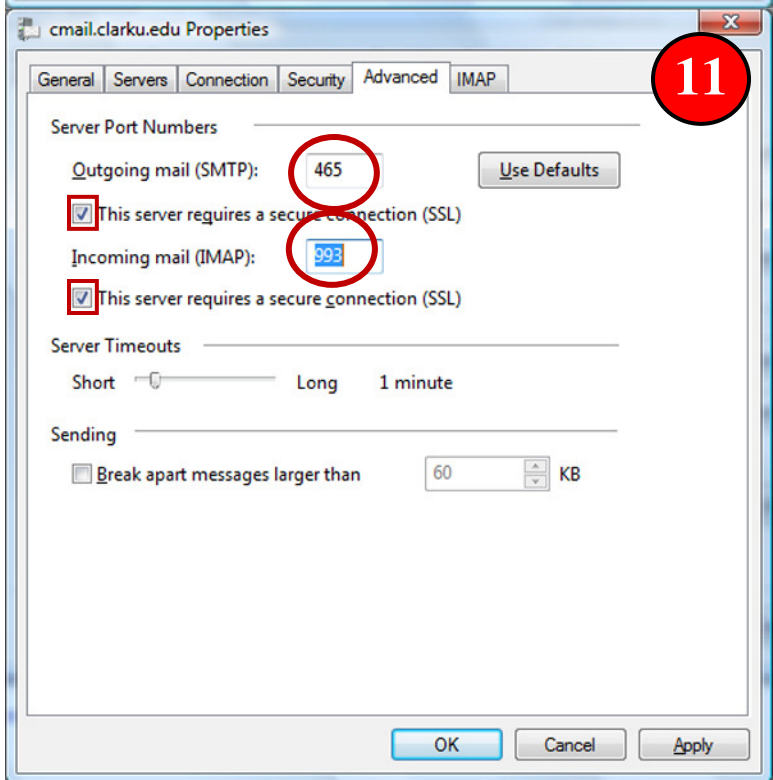 cmail.clarku.edu Properties
11
General Servers Connection Security Advanced IMAP
Server Port Numbers
Outgoing mail (SMTP): 465 Use Defaults
This server requires a secure connection (SSL)
Incoming mail (IMAP): 993
This server requires a secure connection (SSL)
Server Timeouts
Short Long 1 minute
Sending
Break apart messages larger than 60 KB
OK Cancel Apply